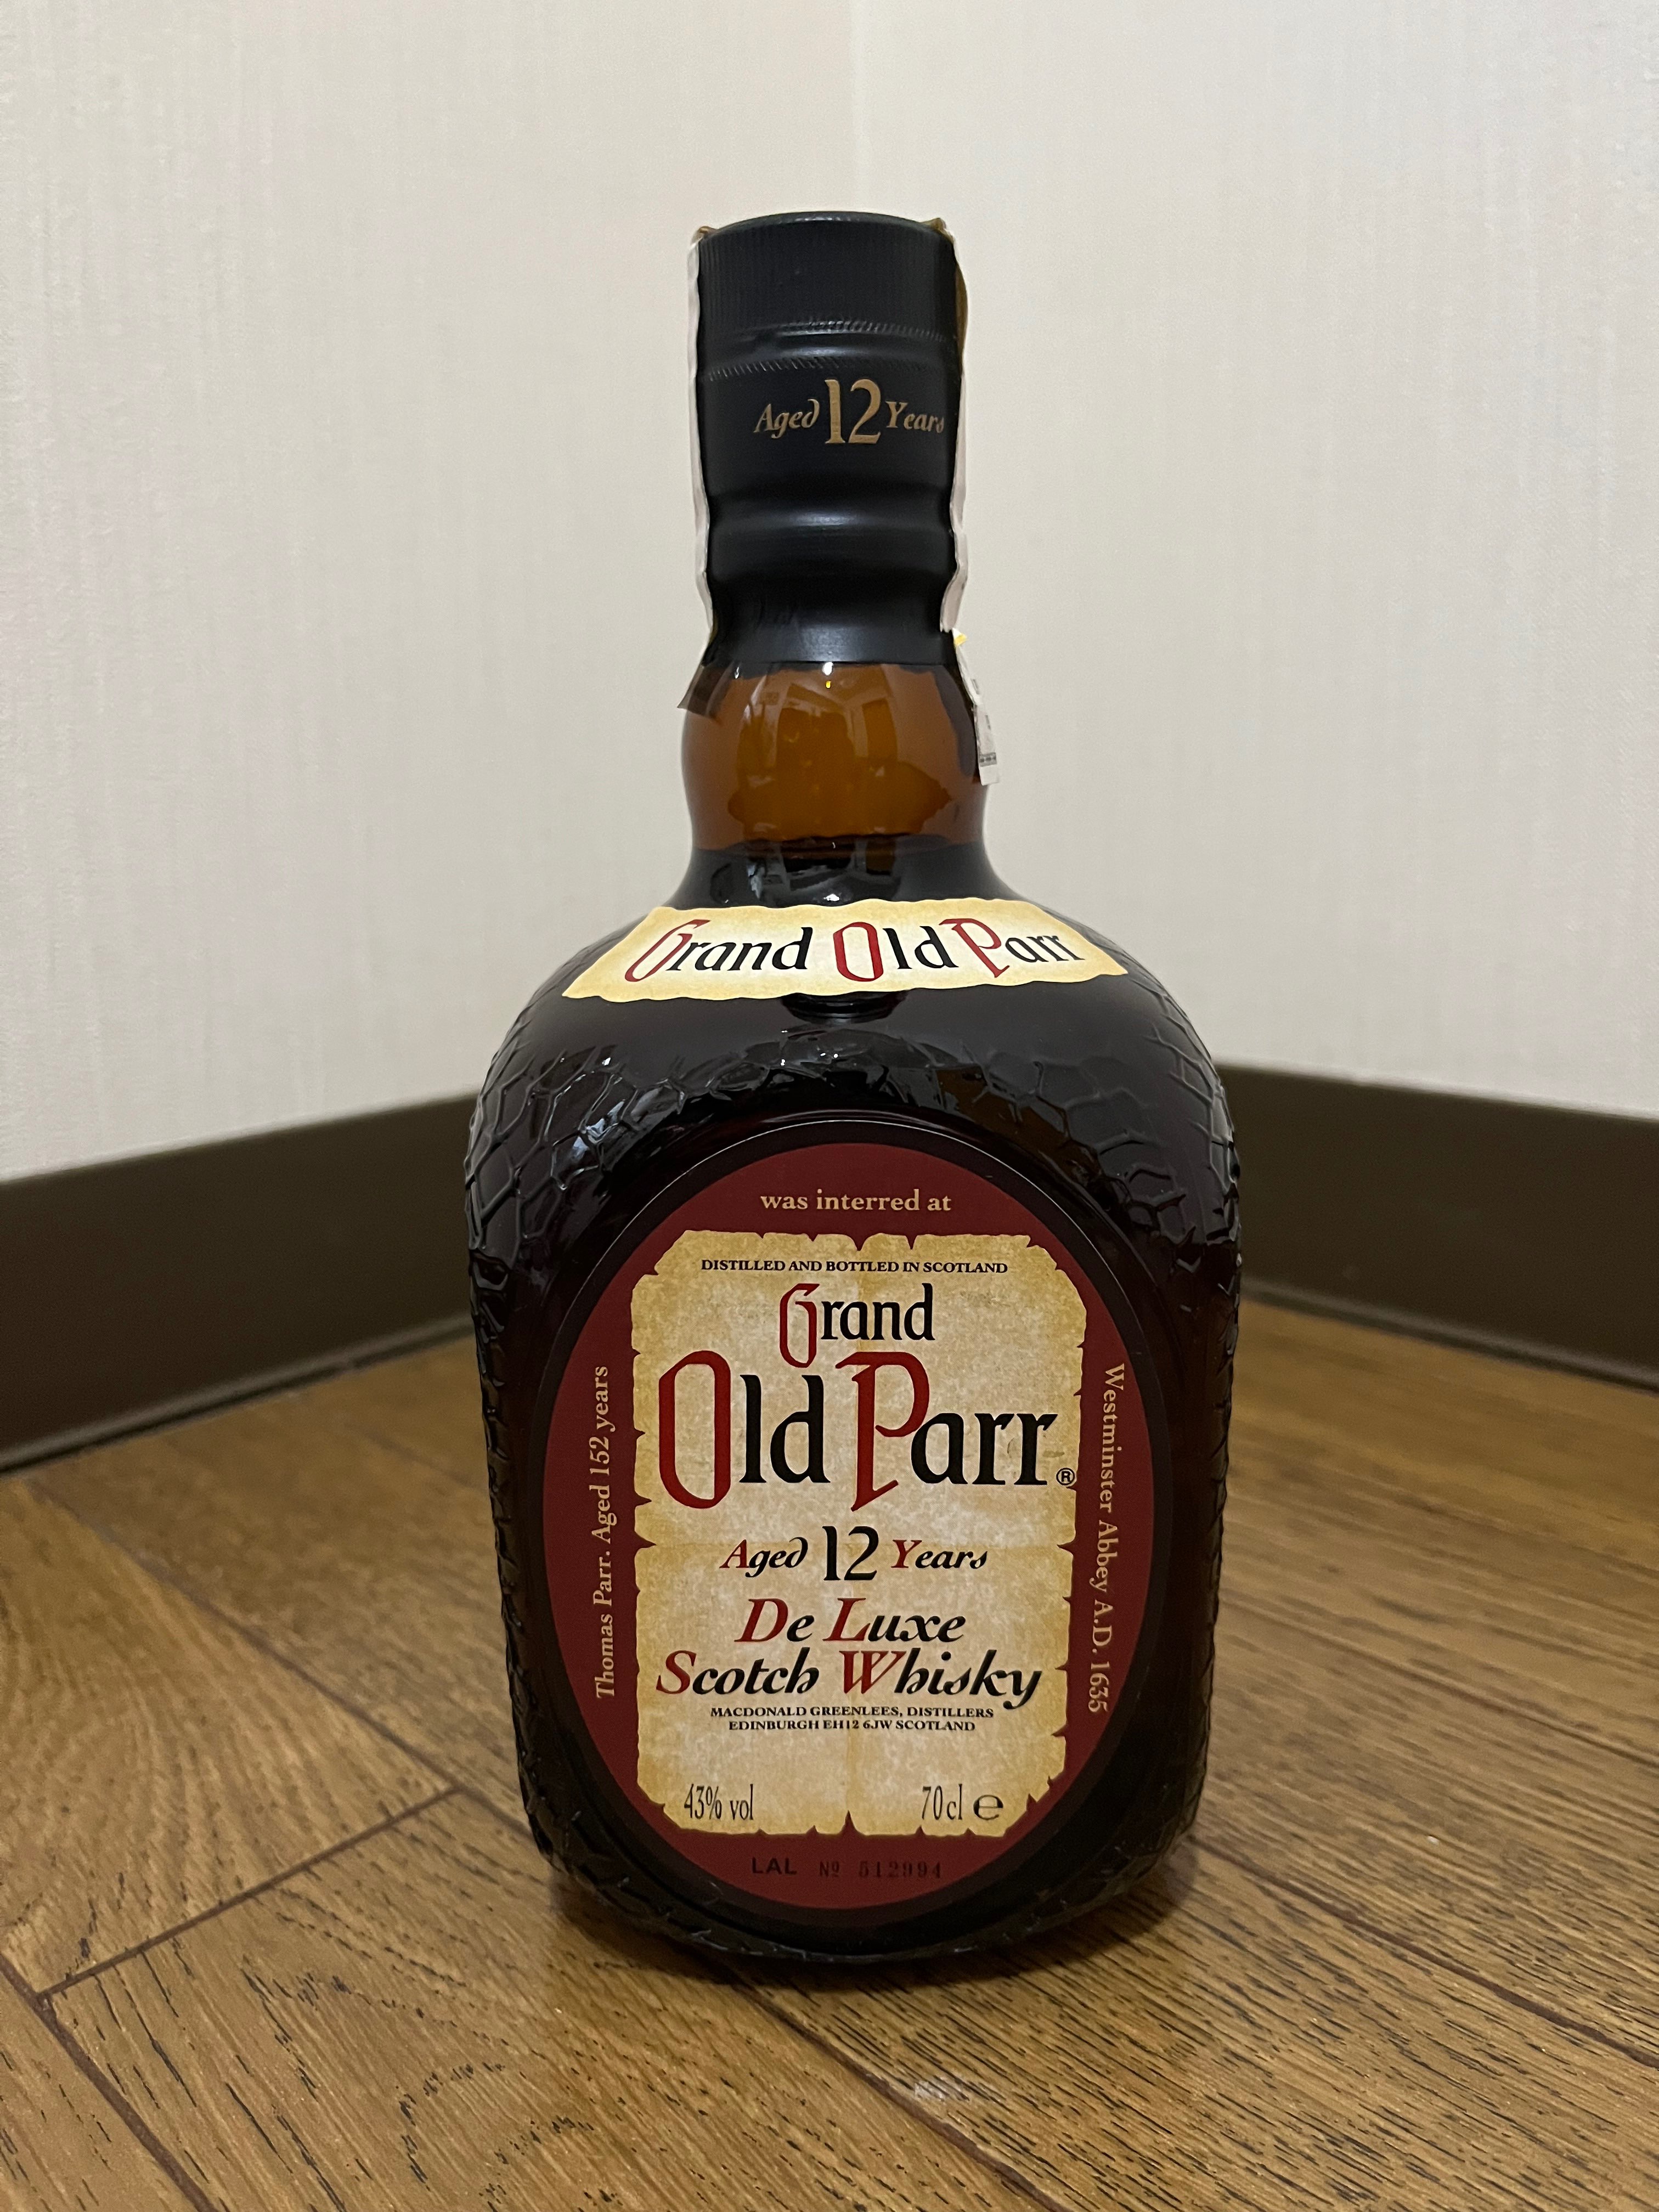 Aged 12 Years
Grand Old Parr
was interred at
DISTILLED AND BOTTLED IN SCOTLAND
Grand
Old Parr®
Thomas Parr. Aged 152 years
Westminster Abbey A.D. 1635
Aged 12 Years
De Luxe
Scotch Whisky
MACDONALD GREENLEES, DISTILLERS
EDINBURGH EH12 6JW SCOTLAND
43% vol
70cl ℮
LAL № 512994